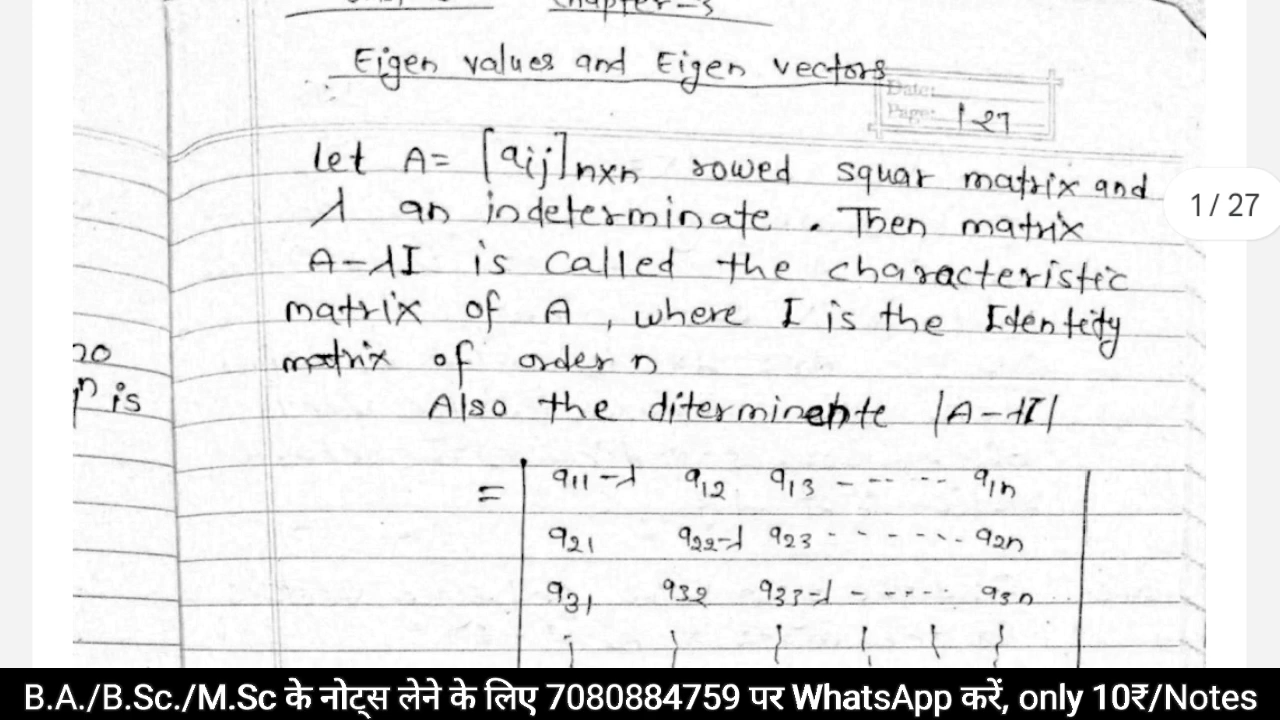 Chapter-3
Eigen values and Eigen vectors
Date:
Page: 127
let A= [aij]n×n rowed squar matrix and
λ an indeterminate . Then matrix
A-λI is called the characteristic
matrix of A , where I is the Identity
matrix of order n
Also the diterminente |A-λI|
= a11-λ a12 a13 - -- -- a1n
a21 a22-λ a23 - - - - -- a2n
a31 a32 a33-λ - - --- a3n
20
n is
1 / 27
B.A./B.Sc./M.Sc के नोट्स लेने के लिए 7080884759 पर WhatsApp करें, only 10₹/Notes